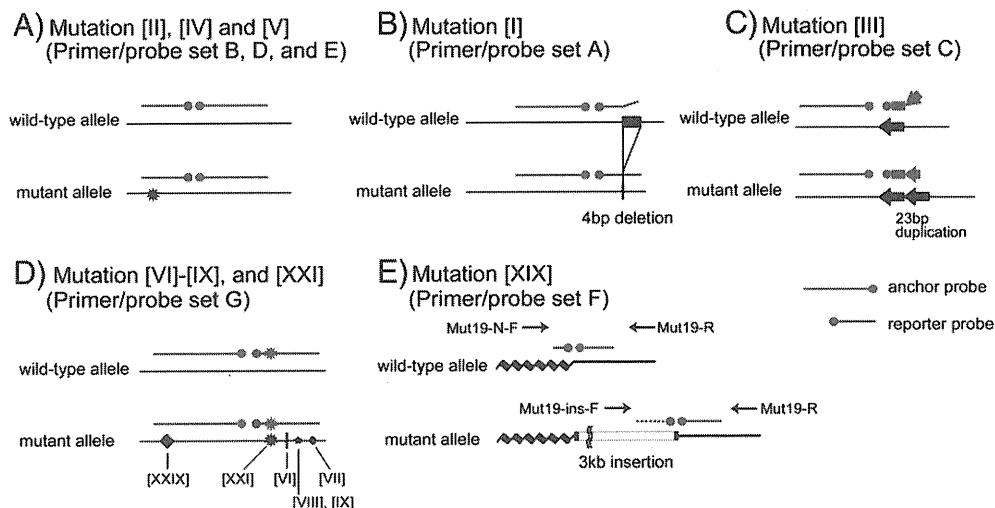 A) Mutation [II], [IV] and [V]
(Primer/probe set B, D, and E)
wild-type allele
mutant allele
B) Mutation [I]
(Primer/probe set A)
wild-type allele
mutant allele
4bp deletion
C) Mutation [III]
(Primer/probe set C)
wild-type allele
mutant allele
23bp
duplication
D) Mutation [VI]-[IX], and [XXI]
(Primer/probe set G)
wild-type allele
mutant allele
[XXIX]
[XXI]
[VI]
[VII]
[VIII], [IX]
E) Mutation [XIX]
(Primer/probe set F)
Mut19-N-F
Mut19-R
wild-type allele
Mut19-ins-F
Mut19-R
mutant allele
3kb insertion
anchor probe
reporter probe